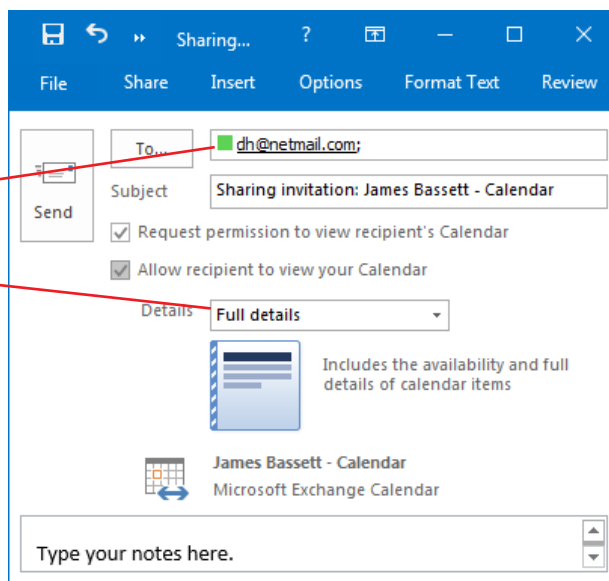 Sharing... ?
File Share Insert Options Format Text Review
To... dh@netmail.com;
Send
Subject Sharing invitation: James Bassett - Calendar
Request permission to view recipient's Calendar
Allow recipient to view your Calendar
Details Full details
Includes the availability and full
details of calendar items
James Bassett - Calendar
Microsoft Exchange Calendar
Type your notes here.